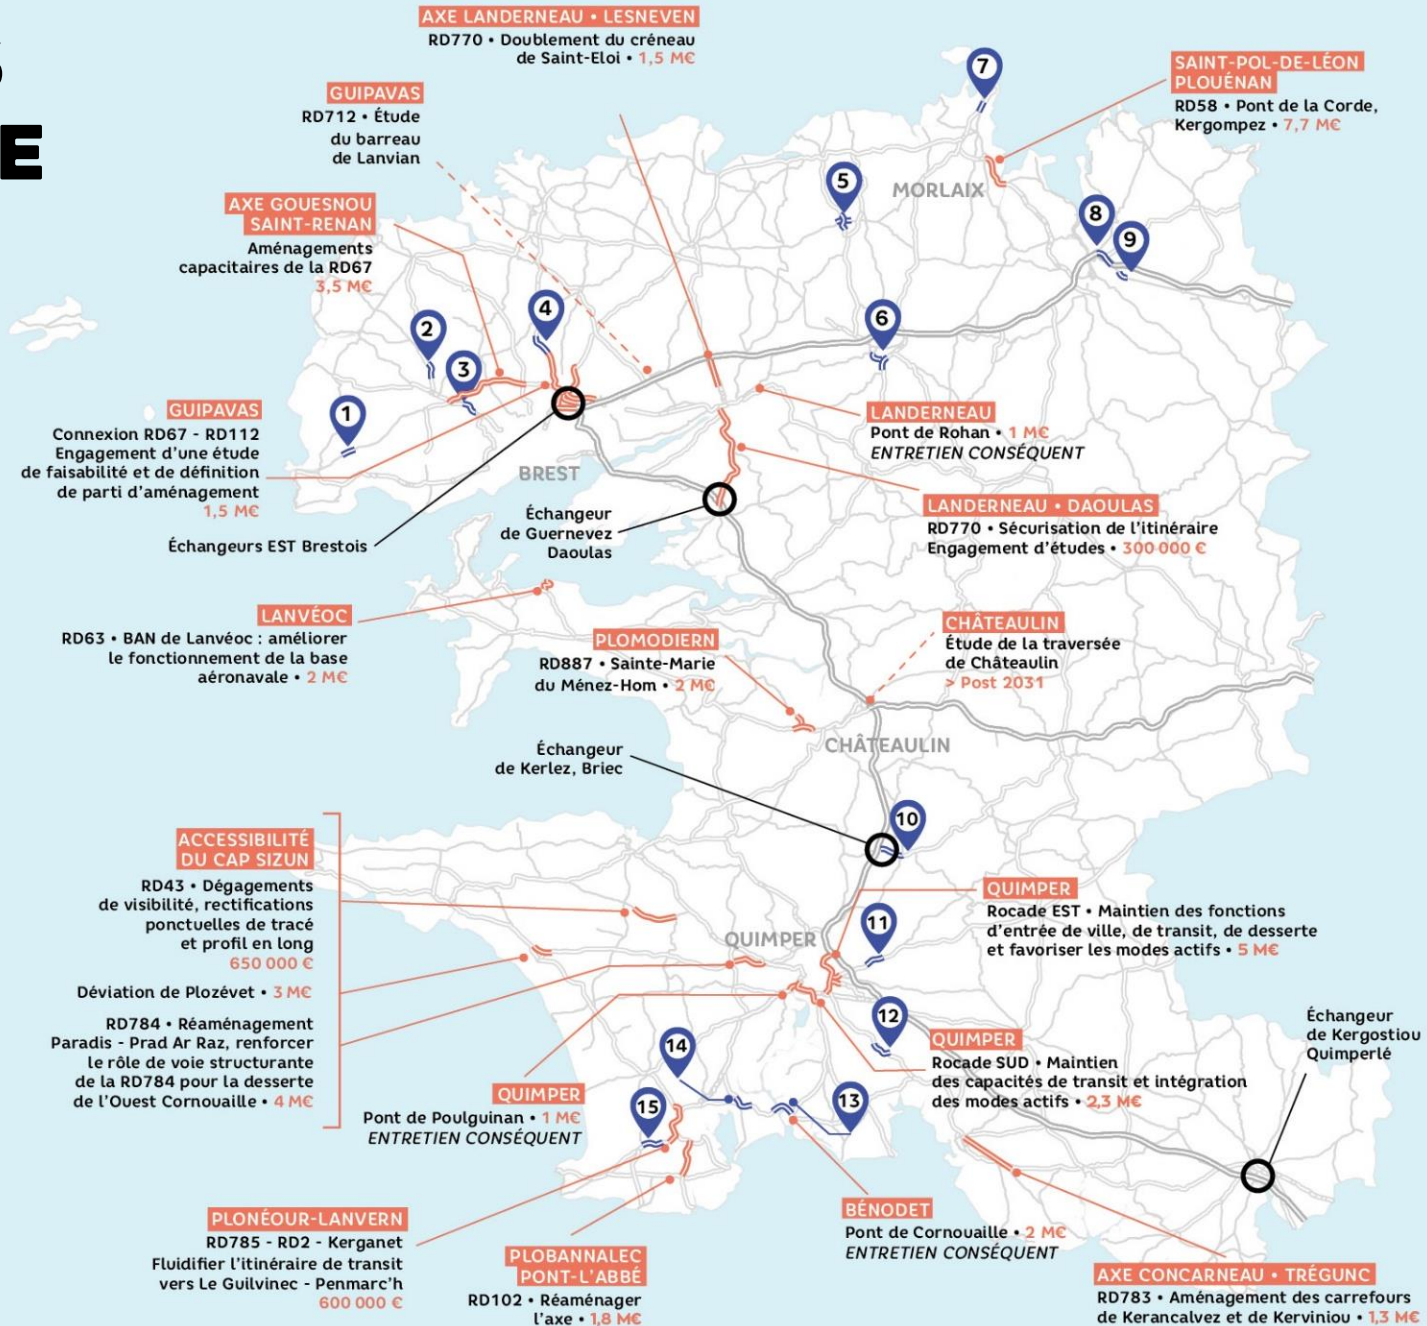 S
E
AXE LANDERNEAU • LESNEVEN
RD770 • Doublement du créneau
de Saint-Eloi • 1,5 M€
GUIPAVAS
RD712 • Étude
du barreau
de Lanvian
SAINT-POL-DE-LÉON
PLOUÉNAN
RD58 • Pont de la Corde,
Kergompez • 7,7 M€
AXE GOUESNOU
SAINT-RENAN
Aménagements
capacitaires de la RD67
3,5 M€
7
5
MORLAIX
8
9
4
2
3
6
1
GUIPAVAS
Connexion RD67 - RD112
Engagement d'une étude
de faisabilité et de définition
de parti d'aménagement
1,5 M€
Échangeurs EST Brestois
BREST
Échangeur
de Guernevez
Daoulas
LANDERNEAU
Pont de Rohan • 1 M€
ENTRETIEN CONSÉQUENT
LANDERNEAU • DAOULAS
RD770 • Sécurisation de l'itinéraire
Engagement d'études • 300 000 €
LANVÉOC
RD63 • BAN de Lanvéoc : améliorer
le fonctionnement de la base
aéronavale • 2 M€
PLOMODIERN
RD887 • Sainte-Marie
du Ménez-Hom • 2 M€
CHÂTEAULIN
Étude de la traversée
de Châteaulin
> Post 2031
CHÂTEAULIN
Échangeur
de Kerlez, Briec
10
ACCESSIBILITÉ
DU CAP SIZUN
RD43 • Dégagements
de visibilité, rectifications
ponctuelles de tracé
et profil en long
650 000 €
Déviation de Plozévet • 3 M€
RD784 • Réaménagement
Paradis - Prad Ar Raz, renforcer
le rôle de voie structurante
de la RD784 pour la desserte
de l'Ouest Cornouaille • 4 M€
QUIMPER
11
QUIMPER
Rocade EST • Maintien des fonctions
d'entrée de ville, de transit, de desserte
et favoriser les modes actifs • 5 M€
12
QUIMPER
Rocade SUD • Maintien
des capacités de transit et intégration
des modes actifs • 2,3 M€
Échangeur
de Kergostiou
Quimperlé
14
15
13
QUIMPER
Pont de Poulguinan • 1 M€
ENTRETIEN CONSÉQUENT
PLONÉOUR-LANVERN
RD785 - RD2 - Kerganet
Fluidifier l'itinéraire de transit
vers Le Guilvinec - Penmarc'h
600 000 €
PLOBANNALEC
PONT-L'ABBÉ
RD102 • Réaménager
l'axe • 1,8 M€
BÉNODET
Pont de Cornouaille • 2 M€
ENTRETIEN CONSÉQUENT
AXE CONCARNEAU • TRÉGUNC
RD783 • Aménagement des carrefours
de Kerancalvez et de Kerviniou • 1,3 M€